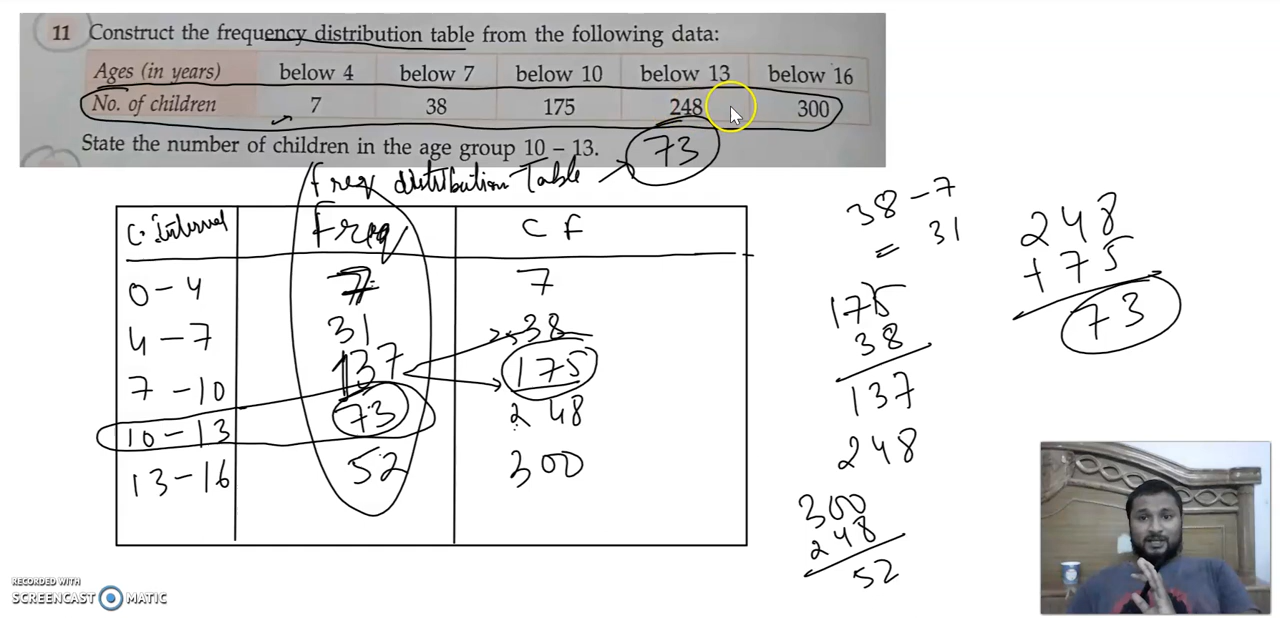 11 Construct the frequency distribution table from the following data:
Ages (in years) below 4 below 7 below 10 below 13 below 16
No. of children 7 38 175 248 300
State the number of children in the age group 10 – 13. 73
freq distribution Table
C. Interval Freq C F
0 – 4 7 7
4 – 7 31 38
7 – 10 137 175
10 – 13 73 248
13 – 16 52 300
38 – 7
= 31
175
38
137
248
300
248
52
248
+ 75
73
RECORDED WITH
SCREENCAST MATIC